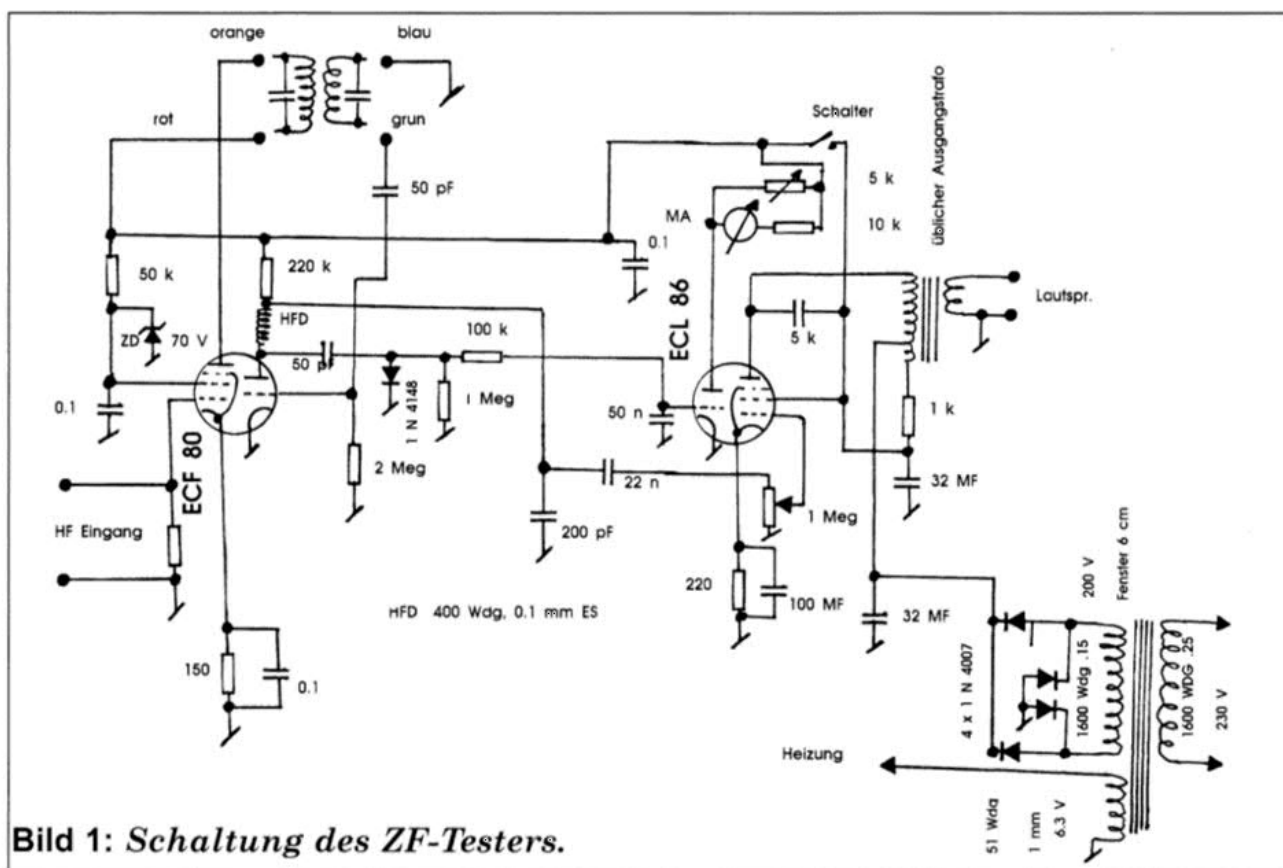 orange
blau
rot
grun
50 pF
Schalter
5 k
MA
10 k
üblicher Ausgangstrafo
0.1
50 k
220 k
HFD
ZD 70 V
100 k
ECL 86
5 k
Lautspr.
50 pF
1 N 4148
1 Meg
50 n
1 k
0.1
ECF 80
2 Meg
22 n
32 MF
1 Meg
HF Eingang
200 pF
220
100 MF
32 MF
200 V
Fenster 6 cm
HFD 400 Wdg, 0.1 mm ES
150
0.1
4 x 1 N 4007
1600 Wdg .15
1600 WDG .25
230 V
Heizung
51 Wdg
1 mm
6.3 V
Bild 1: Schaltung des ZF-Testers.